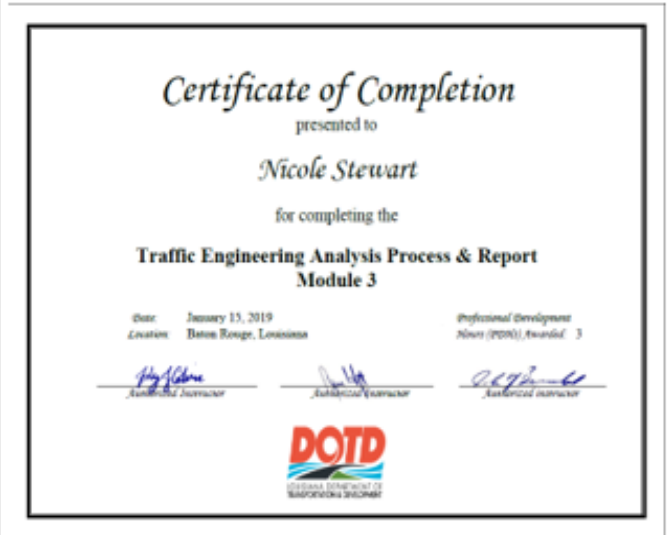 Certificate of Completion
presented to
Nicole Stewart
for completing the
Traffic Engineering Analysis Process & Report
Module 3
Date: January 15, 2019
Location: Baton Rouge, Louisiana
Professional Development
Hours (PDHs) Awarded: 3
Authorized Instructor
Authorized Instructor
Authorized Instructor
DOTD
LOUISIANA DEPARTMENT OF
TRANSPORTATION & DEVELOPMENT